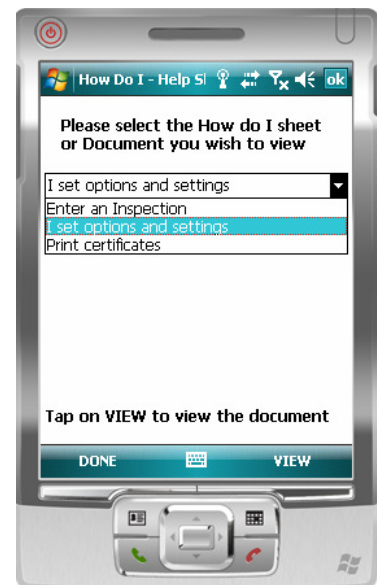 How Do I - Help Sl
ok
Please select the How do I sheet
or Document you wish to view
I set options and settings
Enter an Inspection
I set options and settings
Print certificates
Tap on VIEW to view the document
DONE
VIEW